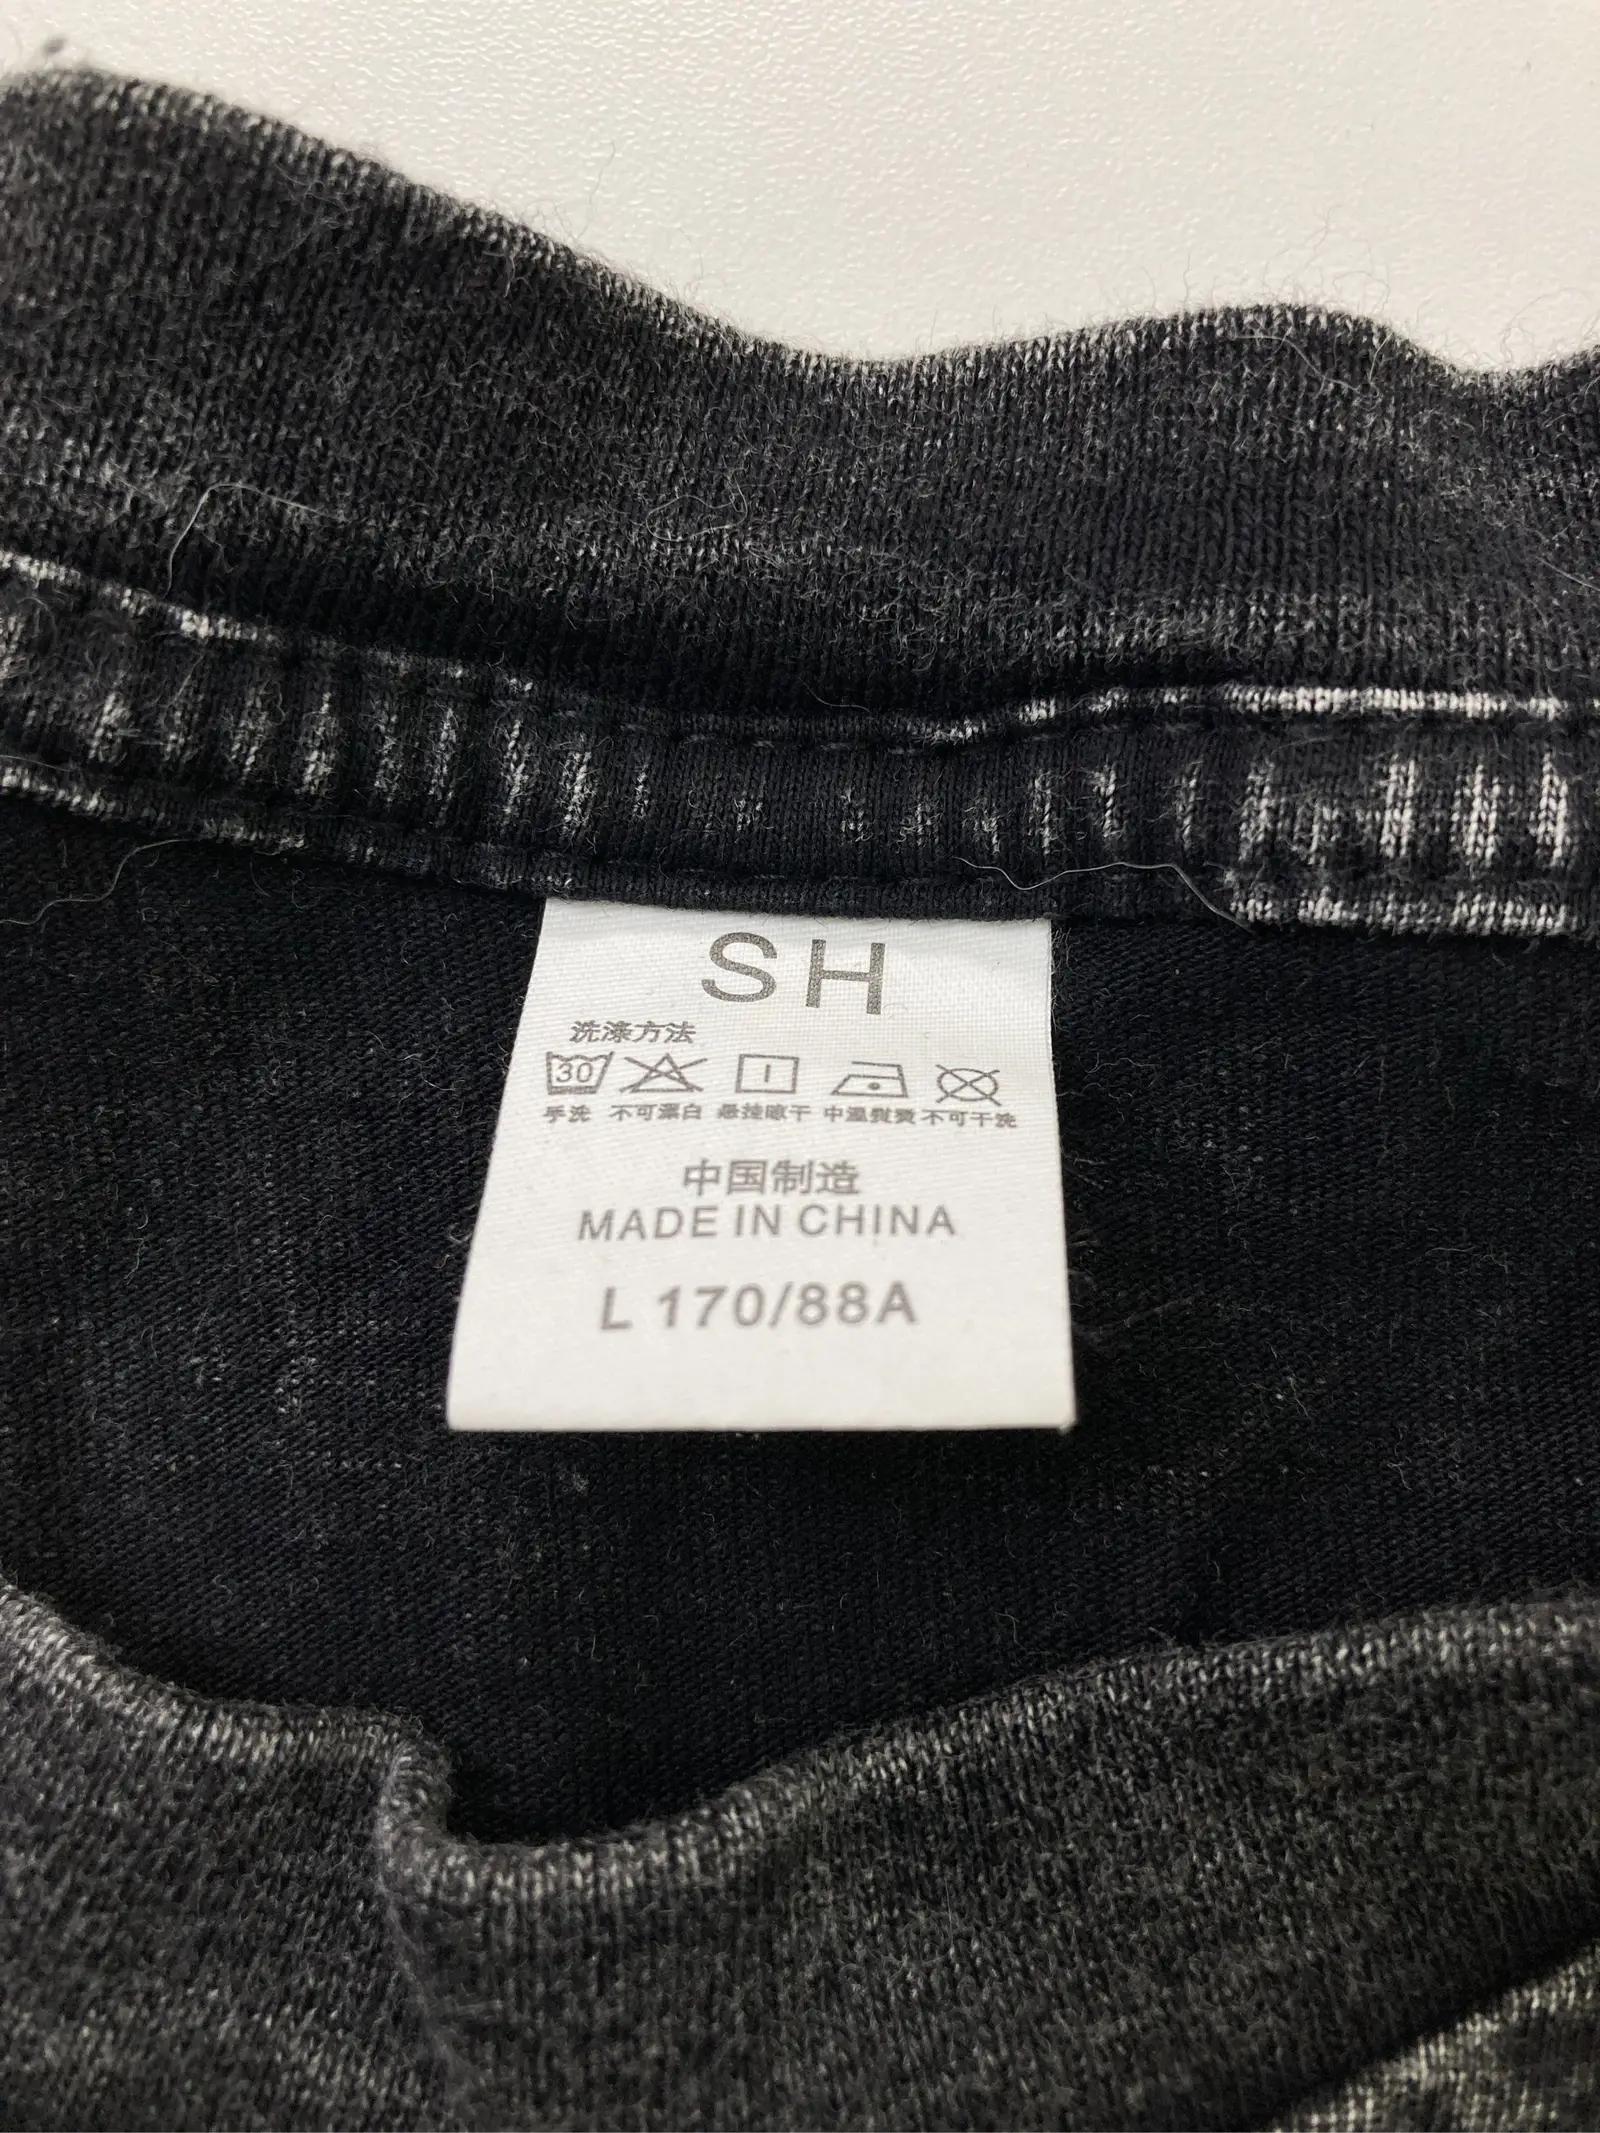 SH
洗涤方法
30
手洗 不可漂白 悬挂晾干 中温熨烫 不可干洗
中国制造
MADE IN CHINA
L 170/88A